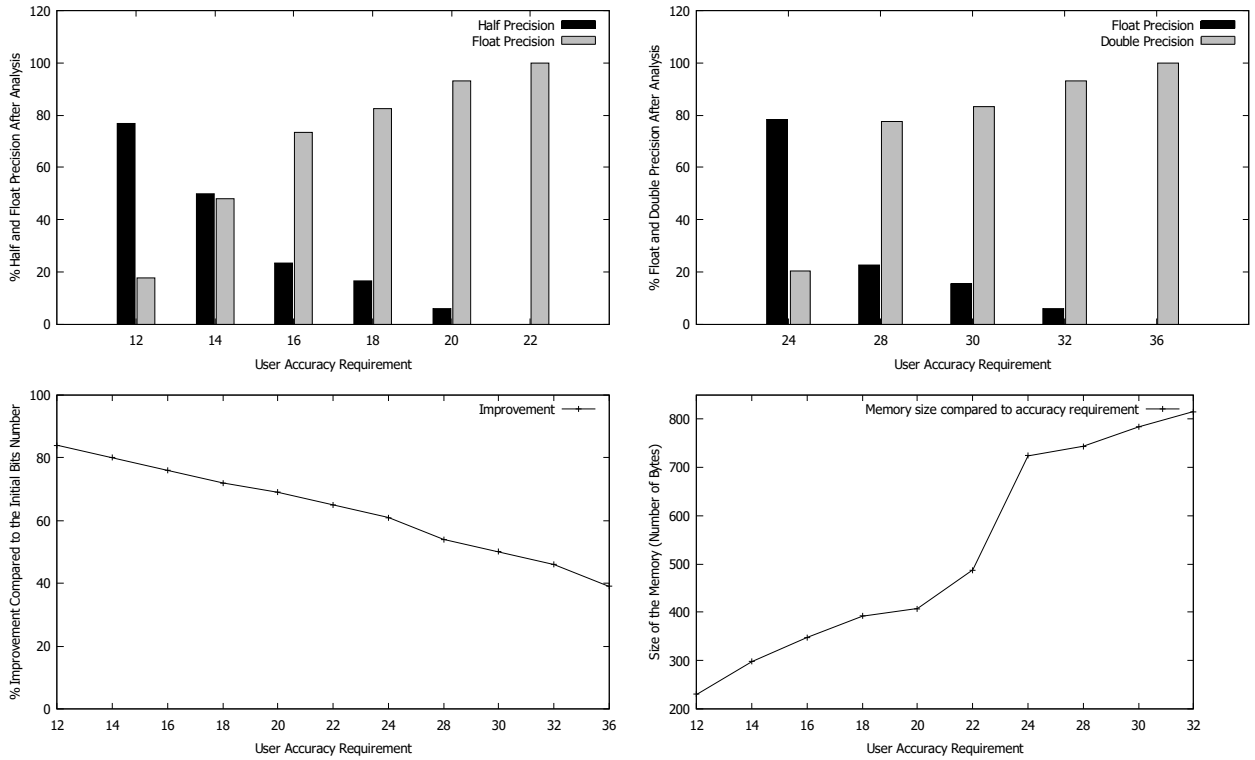 % Half and Float Precision After Analysis
120
100
80
60
40
20
0
Half Precision
Float Precision
12 14 16 18 20 22
User Accuracy Requirement
% Float and Double Precision After Analysis
120
100
80
60
40
20
0
Float Precision
Double Precision
24 28 30 32 36
User Accuracy Requirement
% Improvement Compared to the Initial Bits Number
100
80
60
40
20
0
Improvement
12 14 16 18 20 22 24 28 30 32 36
User Accuracy Requirement
Size of the Memory (Number of Bytes)
800
700
600
500
400
300
200
Memory size compared to accuracy requirement
12 14 16 18 20 22 24 28 30 32
User Accuracy Requirement